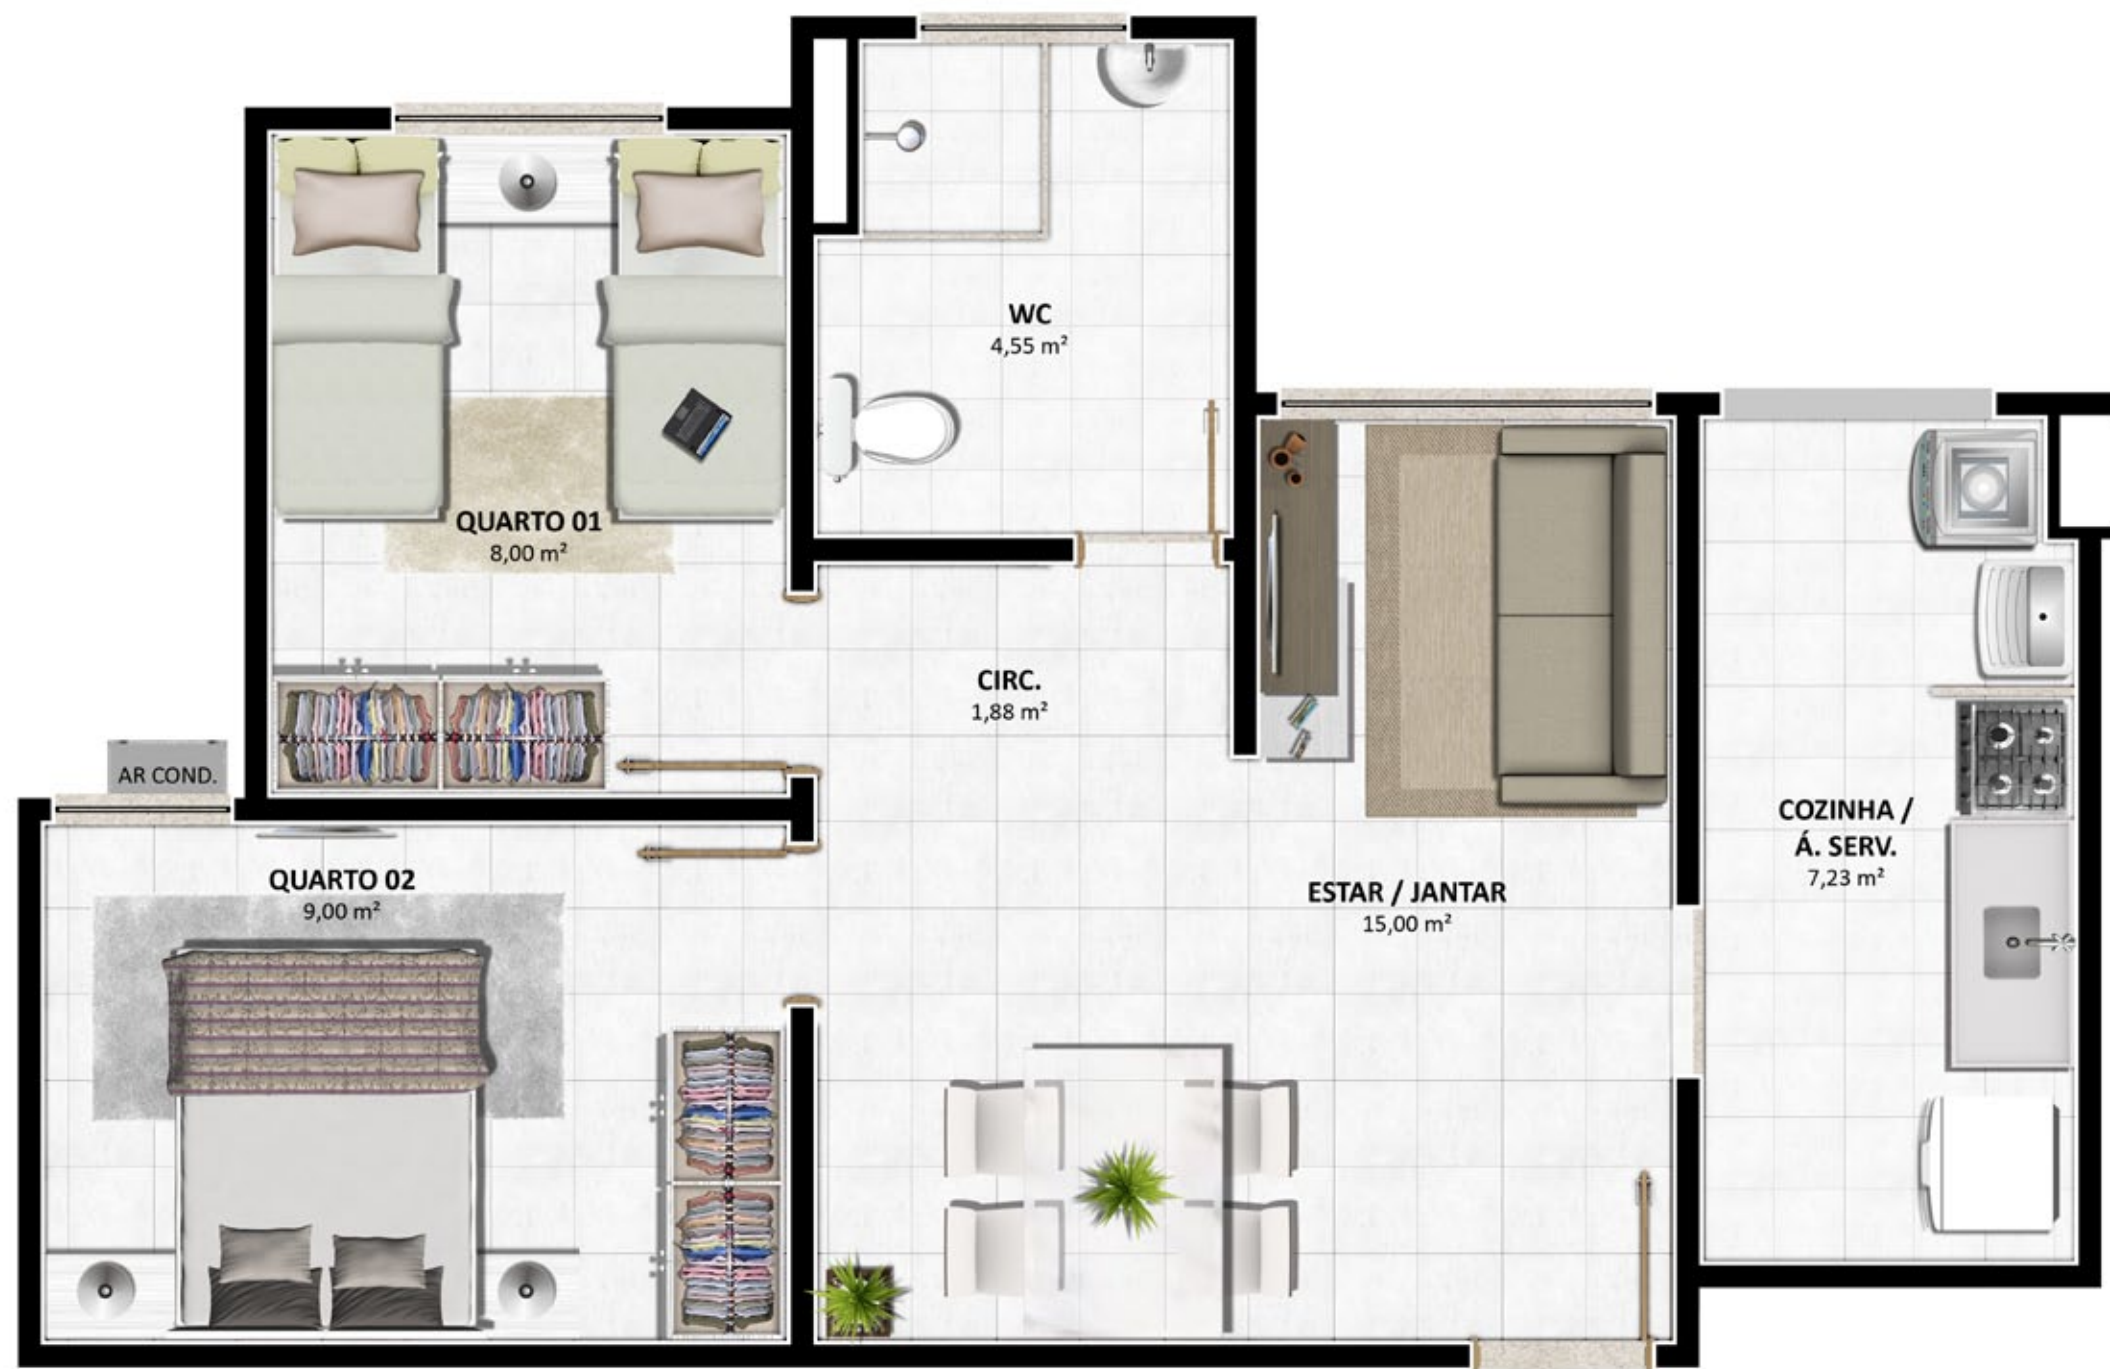 WC
4,55 m²
QUARTO 01
8,00 m²
CIRC.
1,88 m²
AR COND.
COZINHA /
Á. SERV.
7,23 m²
QUARTO 02
9,00 m²
ESTAR / JANTAR
15,00 m²